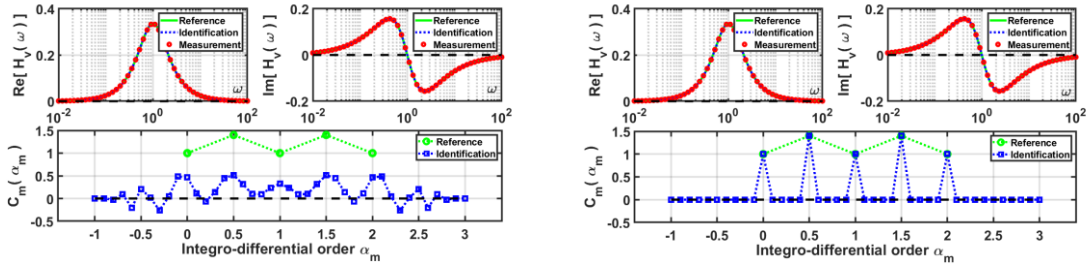 Re[ H_v( ω ) ]
0.4
0.2
0
10^-2
10^0
10^2
ω
Reference
Identification
Measurement
Im[ H_v( ω ) ]
0.2
0
-0.2
10^-2
10^0
10^2
ω
Reference
Identification
Measurement
C_m( α_m )
1.5
1
0.5
0
-0.5
-1
-0.5
0
0.5
1
1.5
2
2.5
3
Reference
Identification
Integro-differential order α_m
Re[ H_v( ω ) ]
0.4
0.2
0
10^-2
10^0
10^2
ω
Reference
Identification
Measurement
Im[ H_v( ω ) ]
0.2
0
-0.2
10^-2
10^0
10^2
ω
Reference
Identification
Measurement
C_m( α_m )
1.5
1
0.5
0
-0.5
-1
-0.5
0
0.5
1
1.5
2
2.5
3
Reference
Identification
Integro-differential order α_m